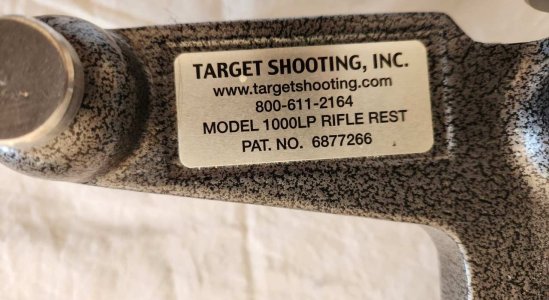 TARGET SHOOTING, INC.
www.targetshooting.com
800-611-2164
MODEL 1000LP RIFLE REST
PAT. NO. 6877266